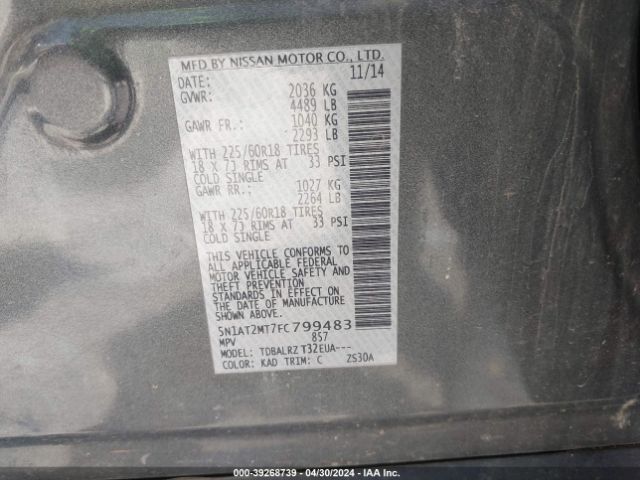 MFD BY NISSAN MOTOR CO., LTD.
DATE: 11/14
GVWR: 2036 KG
4489 LB
GAWR FR.: 1040 KG
2293 LB
WITH 225/60R18 TIRES
18 X 7J RIMS AT 33 PSI
COLD SINGLE
GAWR RR.: 1027 KG
2264 LB
WITH 225/60R18 TIRES
18 X 7J RIMS AT 33 PSI
COLD SINGLE
THIS VEHICLE CONFORMS TO
ALL APPLICABLE FEDERAL
MOTOR VEHICLE SAFETY AND
THEFT PREVENTION
STANDARDS IN EFFECT ON
THE DATE OF MANUFACTURE
SHOWN ABOVE.
5N1AT2MT7FC799483
MPV 857
MODEL: TDBALRZ T32EUA---
COLOR: KAD TRIM: C ZS30A
000-39268739 - 04/30/2024 - IAA Inc.